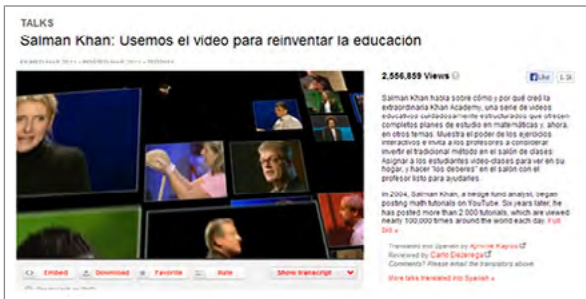 TALKS
Salman Khan: Usemos el video para reinventar la educación
2,556,859 Views
Like
Salman Khan habla sobre cómo y por qué creó la
extraordinaria Khan Academy, una serie de videos
educativos cuidadosamente estructurados que ofrecen
completos planes de estudio en matemáticas y, ahora,
en otros temas. Muestra el poder de los ejercicios
interactivos e invita a los profesores a considerar
invertir el tradicional método en el salón de clases:
Asignar a los estudiantes video-clases para ver en su
hogar, y hacer "los deberes" en el salón con el
profesor listo para ayudarles.
In 2004, Salman Khan, a hedge fund analyst, began
posting math tutorials on YouTube. Six years later, he
has posted more than 2.000 tutorials, which are viewed
nearly 100,000 times around the world each day. Full
bio »
Translated into Spanish by
Reviewed by Carlo Dezerega
Comments? Please email the translators above.
More talks translated into Spanish »
Embed Download Favorite Rate Show transcript